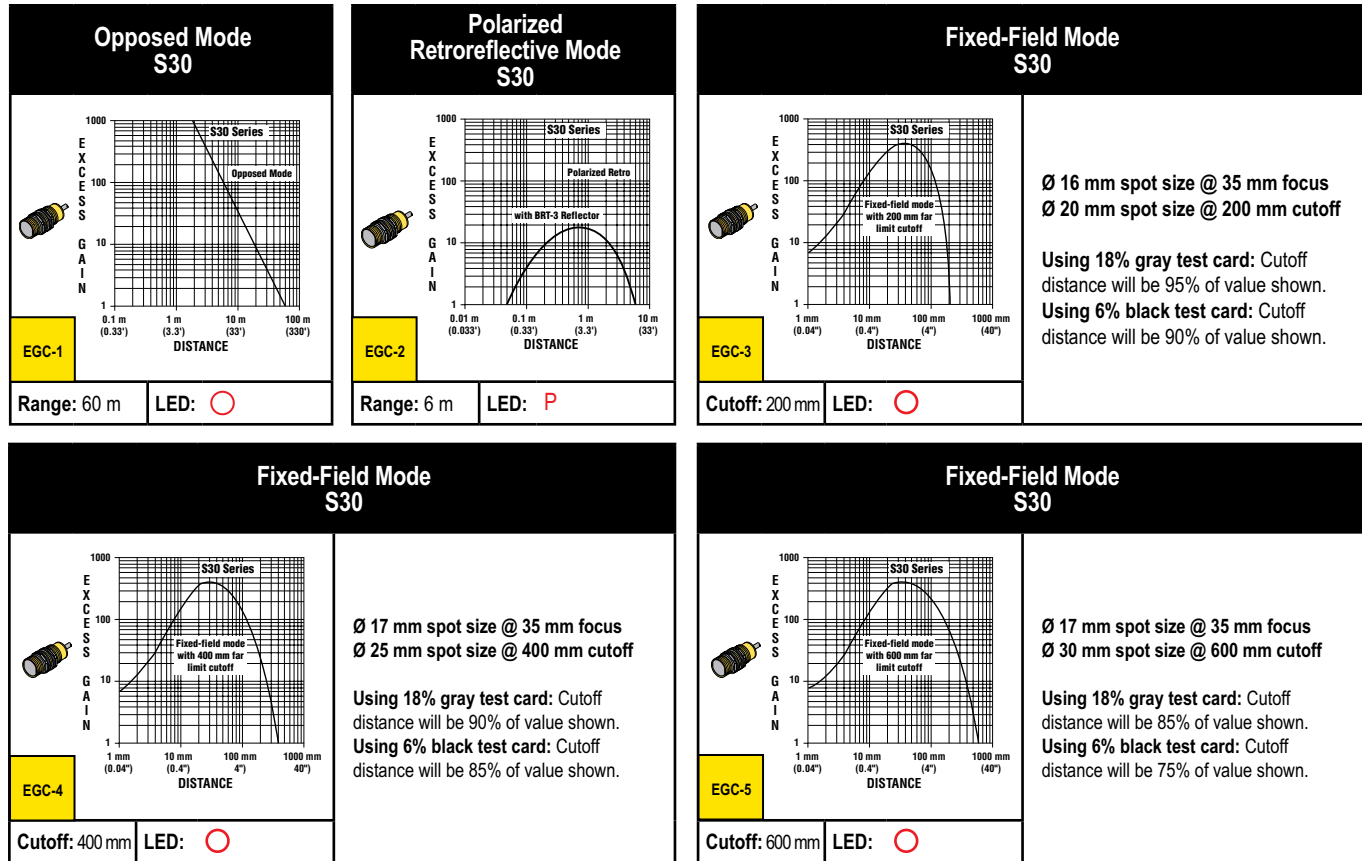 Opposed Mode
S30
1000
100
10
1
EXCESS GAIN
S30 Series
Opposed Mode
0.1 m 1 m 10 m 100 m
(0.33') (3.3') (33') (330')
DISTANCE
EGC-1
Range: 60 m LED:
Polarized
Retroreflective Mode
S30
1000
100
10
1
EXCESS GAIN
S30 Series
Polarized Retro
with BRT-3 Reflector
0.01 m 0.1 m 1 m 10 m
(0.033') (0.33') (3.3') (33')
DISTANCE
EGC-2
Range: 6 m LED: P
Fixed-Field Mode
S30
1000
100
10
1
EXCESS GAIN
S30 Series
Fixed-field mode
with 200 mm far
limit cutoff
1 mm 10 mm 100 mm 1000 mm
(0.04") (0.4") (4") (40")
DISTANCE
EGC-3
Cutoff: 200 mm LED:
Ø 16 mm spot size @ 35 mm focus
Ø 20 mm spot size @ 200 mm cutoff
Using 18% gray test card: Cutoff
distance will be 95% of value shown.
Using 6% black test card: Cutoff
distance will be 90% of value shown.
Fixed-Field Mode
S30
1000
100
10
1
EXCESS GAIN
S30 Series
Fixed-field mode
with 400 mm far
limit cutoff
1 mm 10 mm 100 mm 1000 mm
(0.04") (0.4") 4") 40")
DISTANCE
EGC-4
Cutoff: 400 mm LED:
Ø 17 mm spot size @ 35 mm focus
Ø 25 mm spot size @ 400 mm cutoff
Using 18% gray test card: Cutoff
distance will be 90% of value shown.
Using 6% black test card: Cutoff
distance will be 85% of value shown.
Fixed-Field Mode
S30
1000
100
10
1
EXCESS GAIN
S30 Series
Fixed-field mode
with 600 mm far
limit cutoff
1 mm 10 mm 100 mm 1000 mm
(0.04") (0.4") (4") (40")
DISTANCE
EGC-5
Cutoff: 600 mm LED:
Ø 17 mm spot size @ 35 mm focus
Ø 30 mm spot size @ 600 mm cutoff
Using 18% gray test card: Cutoff
distance will be 85% of value shown.
Using 6% black test card: Cutoff
distance will be 75% of value shown.